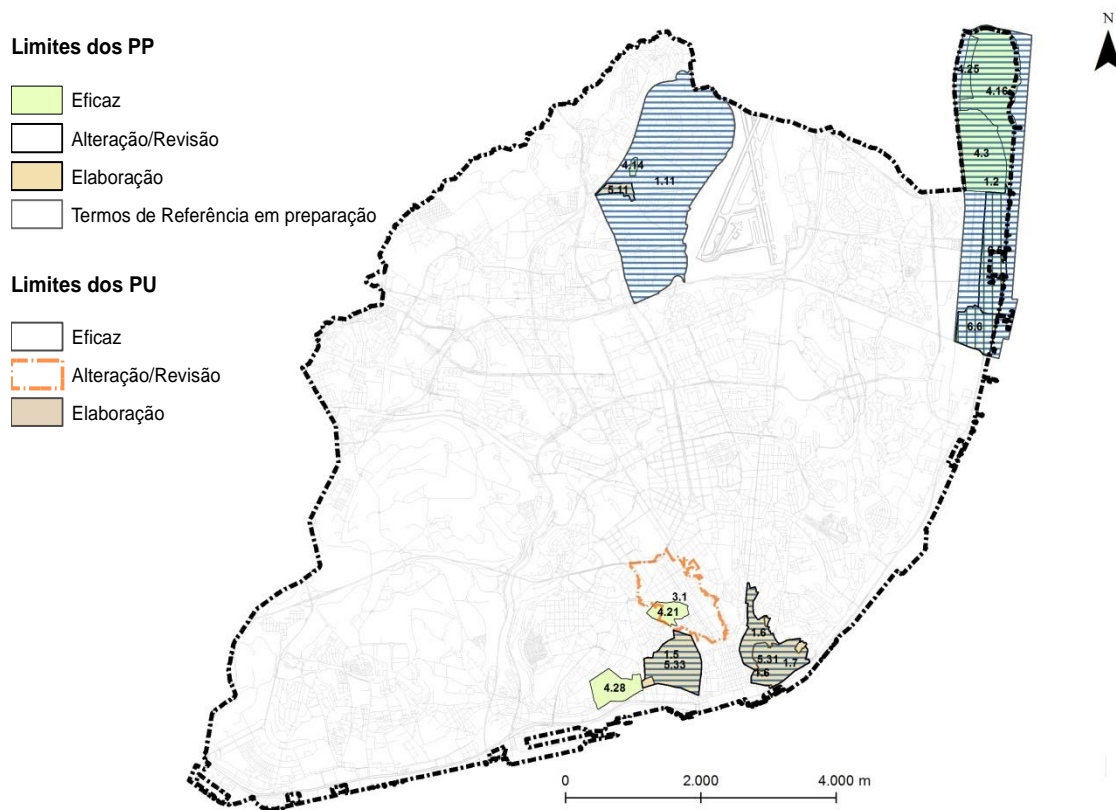 N
Limites dos PP
Eficaz
Alteração/Revisão
Elaboração
Termos de Referência em preparação
Limites dos PU
Eficaz
Alteração/Revisão
Elaboração
4.25
4.16
4.14
1.11
5.11
4.3
1.2
6.6
3.1
4.21
1.5
5.33
4.28
1.6
5.31
1.7
1.6
0
2.000
4.000 m